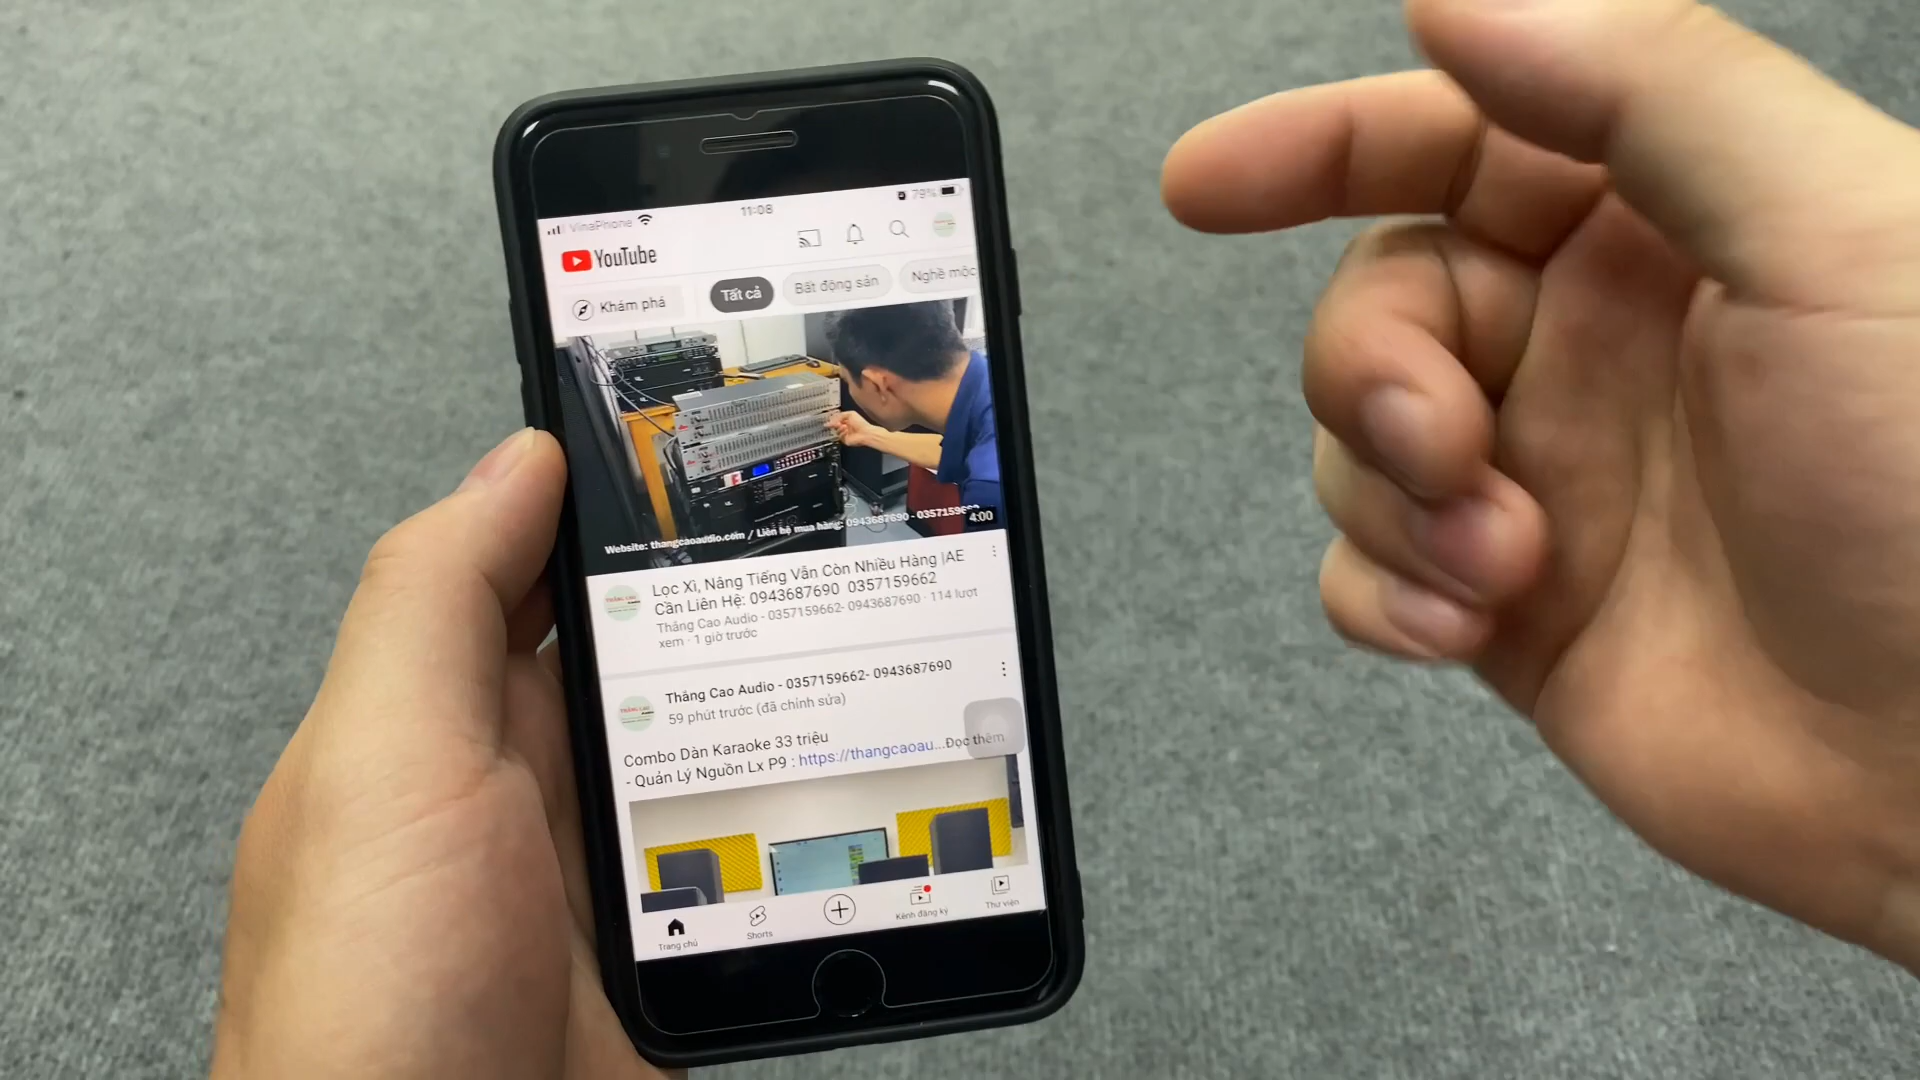 VinaPhone
11:08
79%
YouTube
Khám phá
Tất cả
Bất động sản
Nghề mộc
Website: thangcaoaudio.com / Liên hệ mua hàng: 0943687690 - 0357159662
4:00
Lọc Xì, Nâng Tiếng Vẫn Còn Nhiều Hàng |AE
Cần Liên Hệ: 0943687690 0357159662
Thắng Cao Audio - 0357159662- 0943687690 · 114 lượt
xem · 1 giờ trước
Thắng Cao Audio - 0357159662- 0943687690
59 phút trước (đã chỉnh sửa)
Combo Dàn Karaoke 33 triệu
- Quản Lý Nguồn Lx P9 : https://thangcaoau...Đọc thêm
Trang chủ
Shorts
Kênh đăng ký
Thư viện